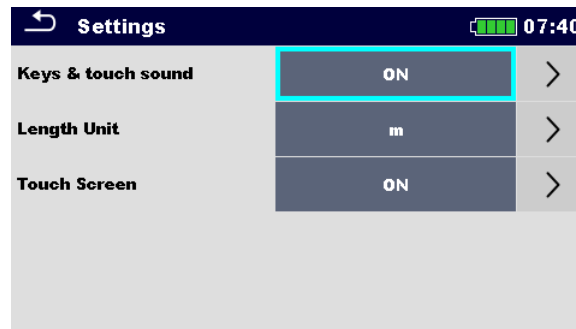 Settings 07:40
Keys & touch sound ON
Length Unit m
Touch Screen ON